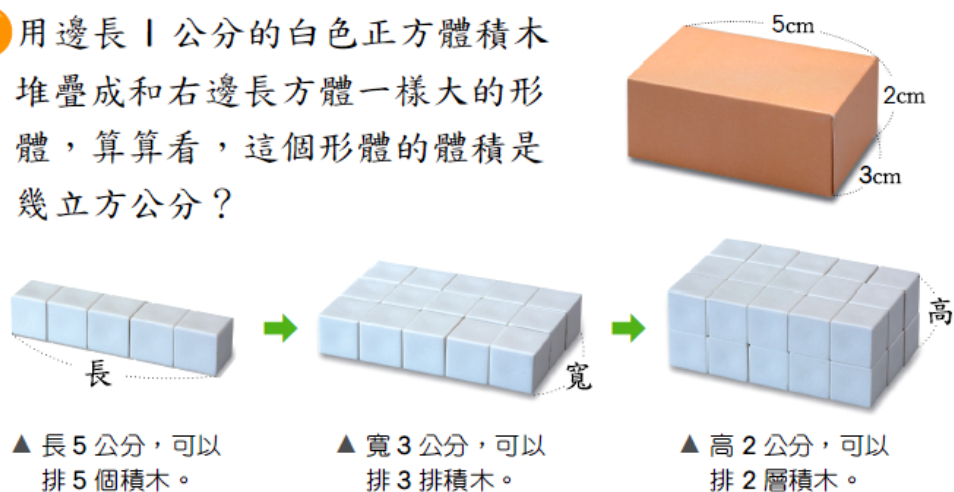 用邊長1公分的白色正方體積木
堆疊成和右邊長方體一樣大的形
體，算算看，這個形體的體積是
幾立方公分？
5cm
2cm
3cm
長
寬
高
▲ 長5公分，可以
排5個積木。
▲ 寬3公分，可以
排3排積木。
▲ 高2公分，可以
排2層積木。